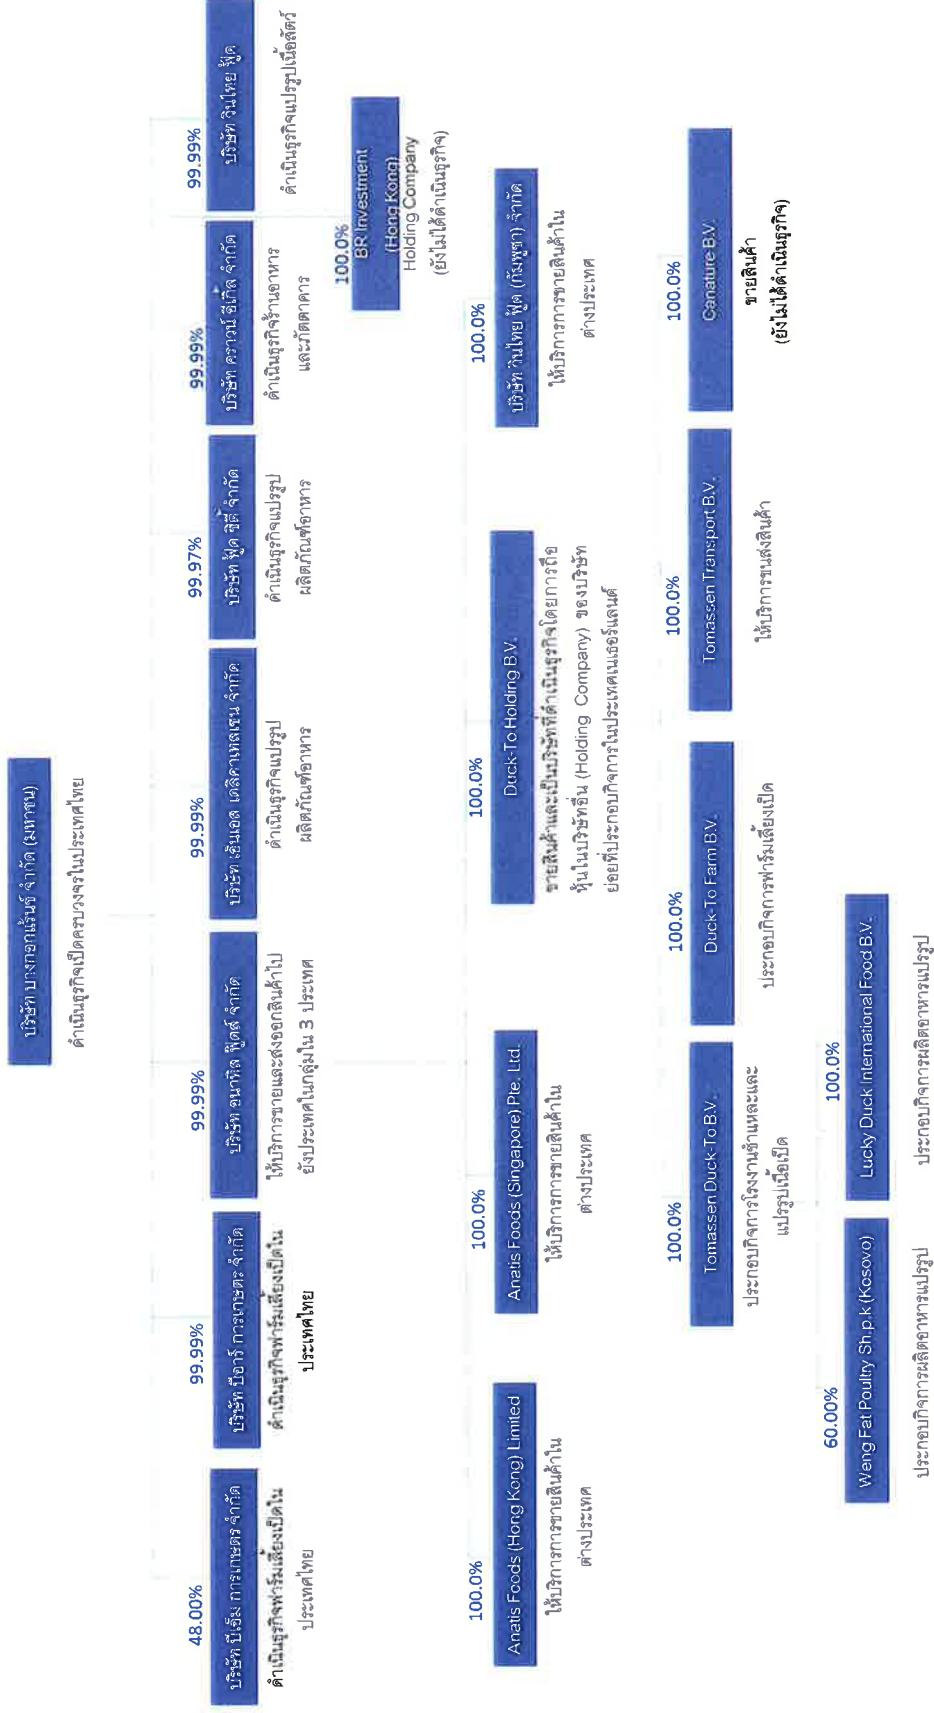 บริษัท บางกอกแร้นช์ จำกัด (มหาชน)
ดำเนินธุรกิจเป็ดครบวงจรในประเทศไทย
48.00%
บริษัท บีเอ็ม การเกษตร จำกัด
ดำเนินธุรกิจฟาร์มเลี้ยงเป็ดใน
ประเทศไทย
99.99%
บริษัท บีอาร์ การเกษตร จำกัด
ดำเนินธุรกิจฟาร์มเลี้ยงเป็ดใน
ประเทศไทย
99.99%
บริษัท อนาทิส ฟู้ดส์ จำกัด
ให้บริการขายและส่งออกสินค้าไป
ยังประเทศในกลุ่มใน 3 ประเทศ
99.99%
บริษัท เอ็นเอส เดลิคาเทสเซน จำกัด
ดำเนินธุรกิจแปรรูป
ผลิตภัณฑ์อาหาร
99.97%
บริษัท ฟู้ด ซิตี้ จำกัด
ดำเนินธุรกิจแปรรูป
ผลิตภัณฑ์อาหาร
99.99%
บริษัท คราวน์ อีเกิล จำกัด
ดำเนินธุรกิจร้านอาหาร
และภัตตาคาร
99.99%
บริษัท วินไทย ฟู้ด
ดำเนินธุรกิจแปรรูปเนื้อสัตว์
100.0%
BR Investment
(Hong Kong)
Holding Company
(ยังไม่ได้ดำเนินธุรกิจ)
100.0%
Anatis Foods (Hong Kong) Limited
ให้บริการการขายสินค้าใน
ต่างประเทศ
100.0%
Anatis Foods (Singapore) Pte. Ltd.
ให้บริการการขายสินค้าใน
ต่างประเทศ
100.0%
Duck-To Holding B.V.
ขายสินค้าและเป็นบริษัทที่ดำเนินธุรกิจโดยการถือ
หุ้นในบริษัทอื่น (Holding Company) ของบริษัท
ย่อยที่ประกอบกิจการในประเทศเนเธอร์แลนด์
100.0%
บริษัท วินไทย ฟู้ด (กัมพูชา) จำกัด
ให้บริการการขายสินค้าใน
ต่างประเทศ
100.0%
Tomassen Duck-To B.V.
ประกอบกิจการโรงงานชำแหละและ
แปรรูปเนื้อเป็ด
100.0%
Duck-To Farm B.V.
ประกอบกิจการฟาร์มเลี้ยงเป็ด
100.0%
Tomassen Transport B.V.
ให้บริการขนส่งสินค้า
100.0%
Canature B.V.
ขายสินค้า
(ยังไม่ได้ดำเนินธุรกิจ)
60.00%
Weng Fat Poultry Sh.p.k (Kosovo)
ประกอบกิจการผลิตอาหารแปรรูป
100.0%
Lucky Duck International Food B.V.
ประกอบกิจการผลิตอาหารแปรรูป